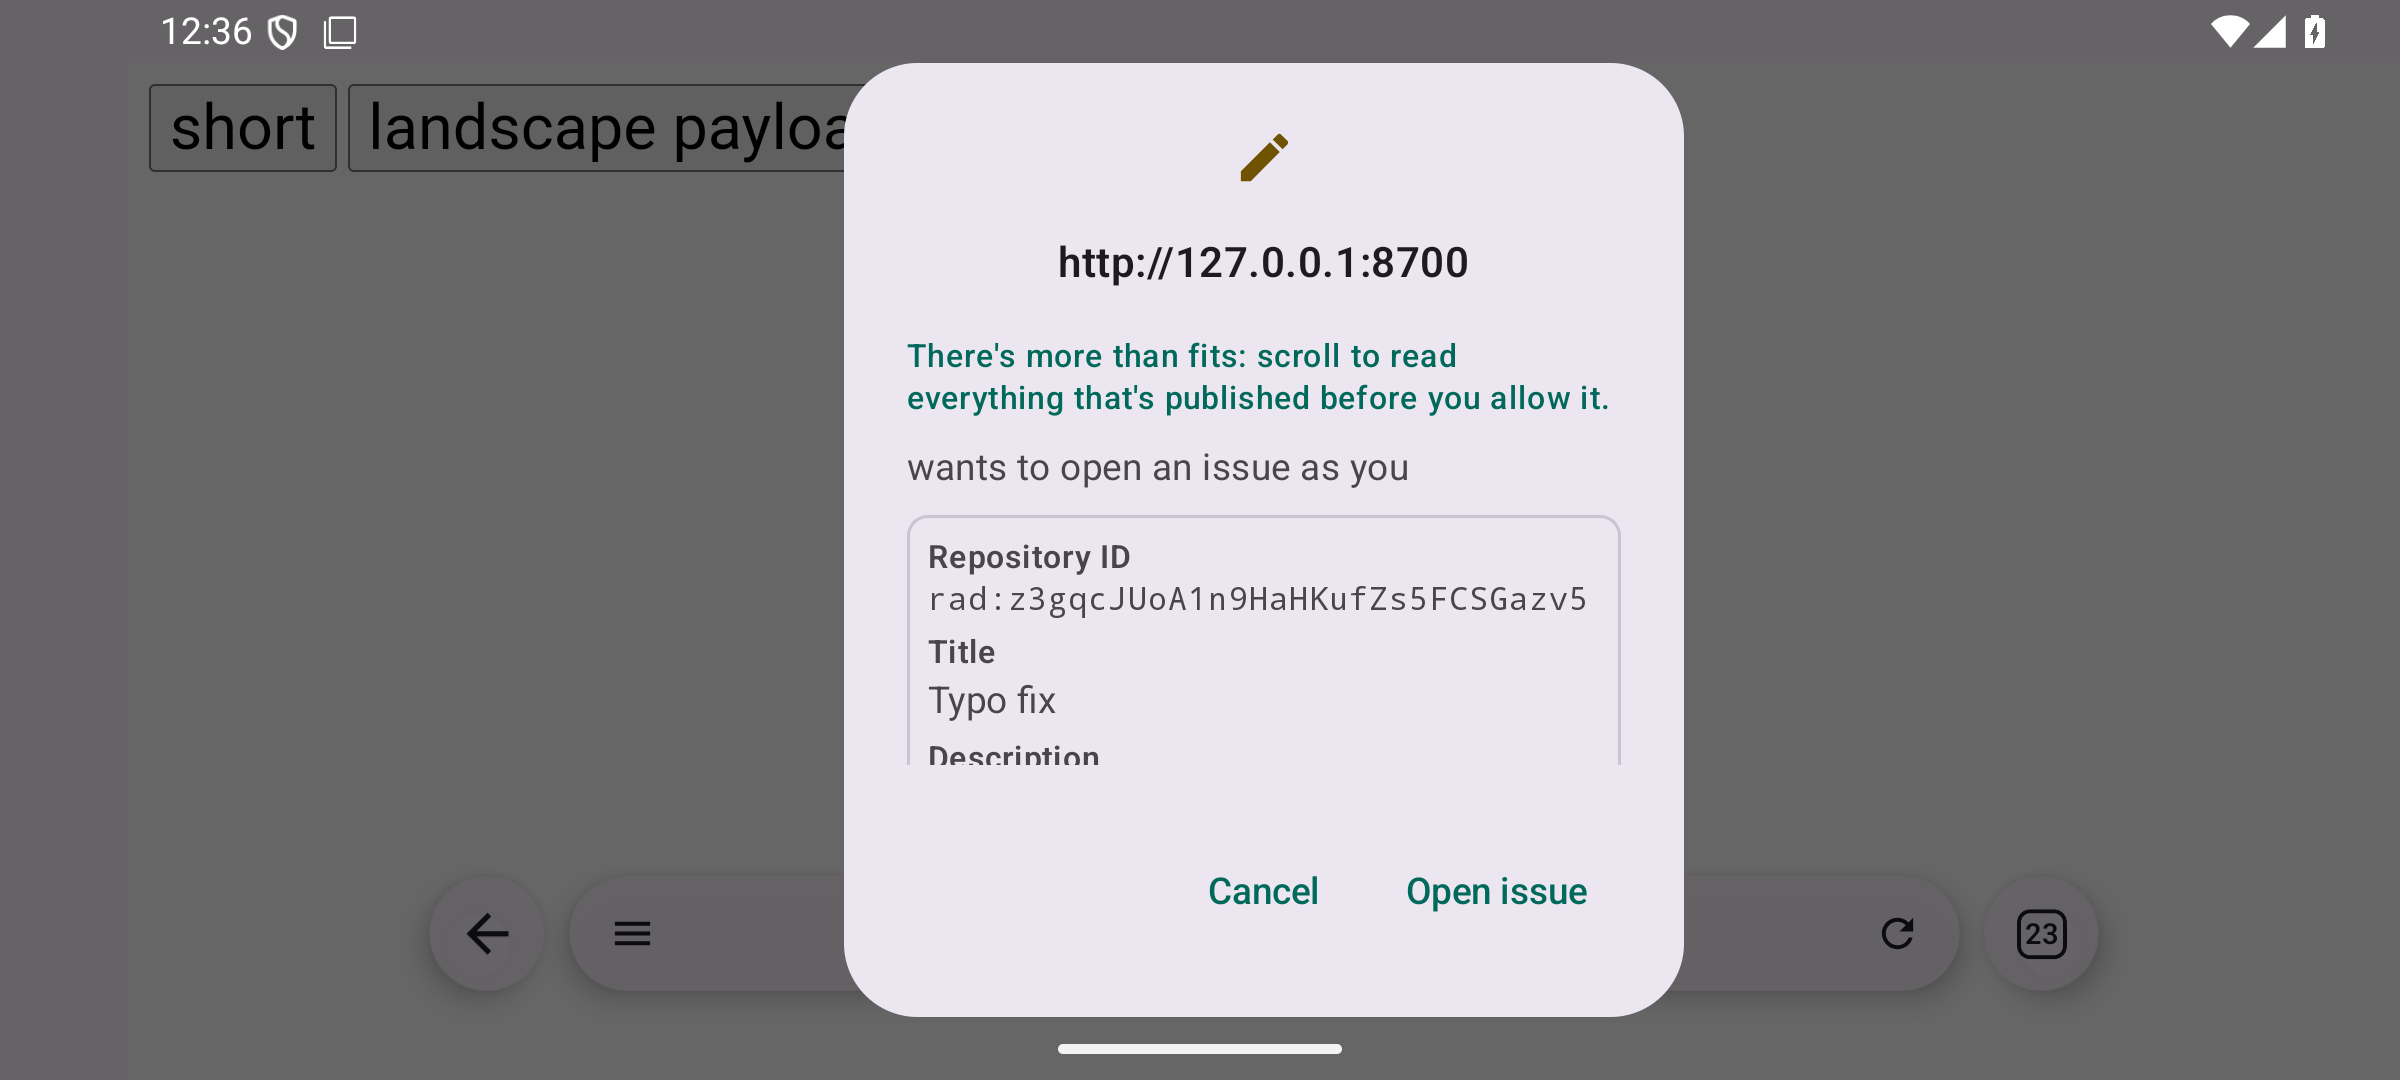 12:36
short
landscape payloa
http://127.0.0.1:8700
There's more than fits: scroll to read
everything that's published before you allow it.
wants to open an issue as you
Repository ID
rad:z3gqcJUoA1n9HaHKufZs5FCSGazv5
Title
Typo fix
Description
Cancel
Open issue
23